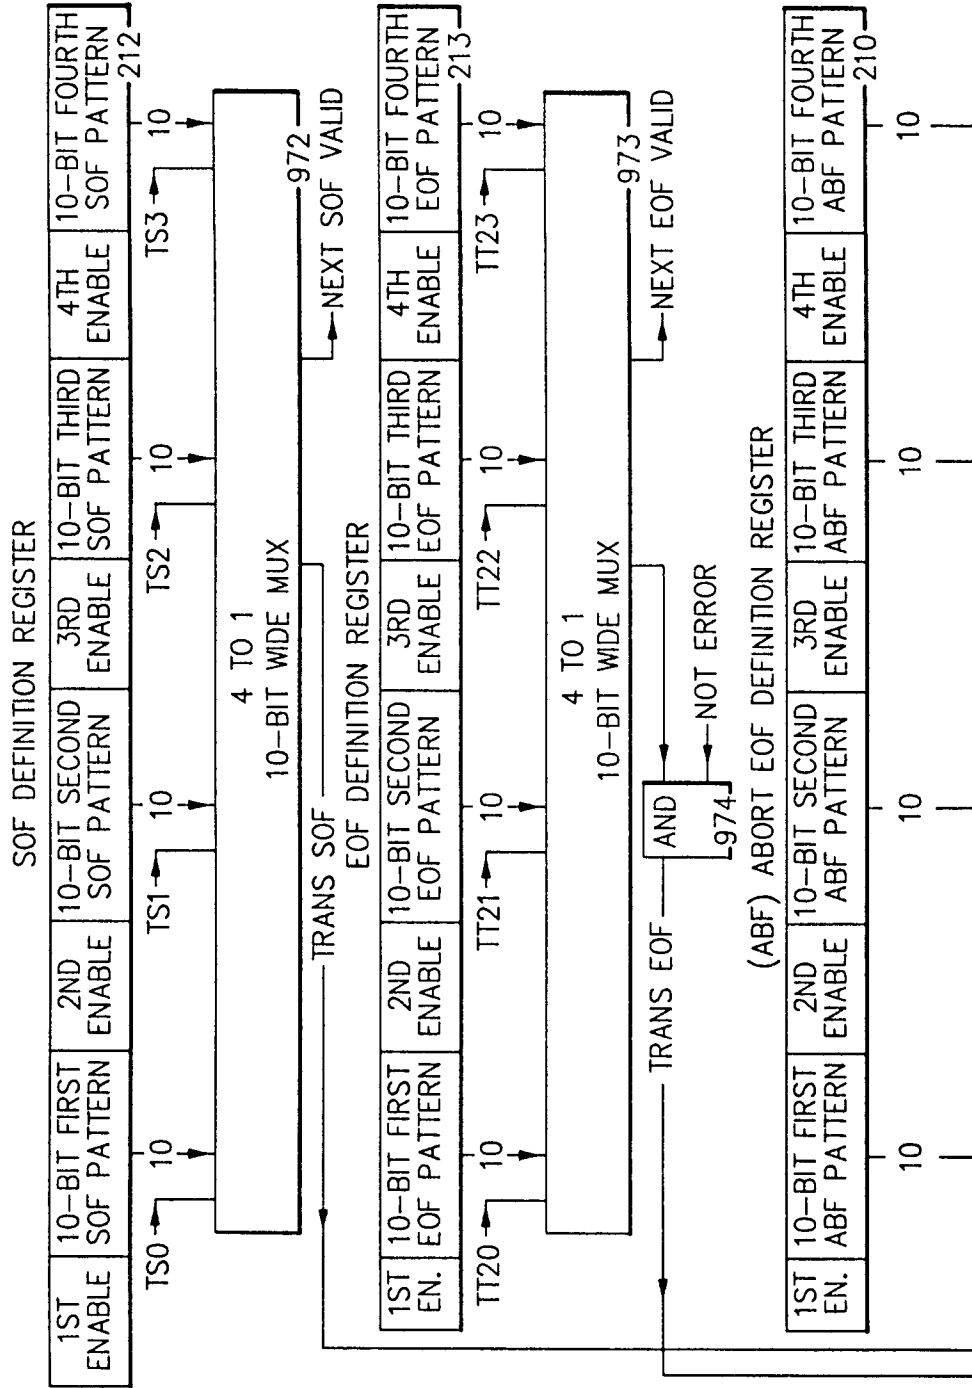 SOF DEFINITION REGISTER
1ST ENABLE
10-BIT FIRST SOF PATTERN
2ND ENABLE
10-BIT SECOND SOF PATTERN
3RD ENABLE
10-BIT THIRD SOF PATTERN
4TH ENABLE
10-BIT FOURTH SOF PATTERN
212
TS0
10
TS1
10
TS2
10
TS3
10
4 TO 1
10-BIT WIDE MUX
972
TRANS SOF
NEXT SOF VALID
EOF DEFINITION REGISTER
1ST EN.
10-BIT FIRST EOF PATTERN
2ND ENABLE
10-BIT SECOND EOF PATTERN
3RD ENABLE
10-BIT THIRD EOF PATTERN
4TH ENABLE
10-BIT FOURTH EOF PATTERN
213
TT20
10
TT21
10
TT22
10
TT23
10
4 TO 1
10-BIT WIDE MUX
973
TRANS EOF
AND
974
NOT ERROR
NEXT EOF VALID
(ABF) ABORT EOF DEFINITION REGISTER
1ST EN.
10-BIT FIRST ABF PATTERN
2ND ENABLE
10-BIT SECOND ABF PATTERN
3RD ENABLE
10-BIT THIRD ABF PATTERN
4TH ENABLE
10-BIT FOURTH ABF PATTERN
210
10
10
10
10